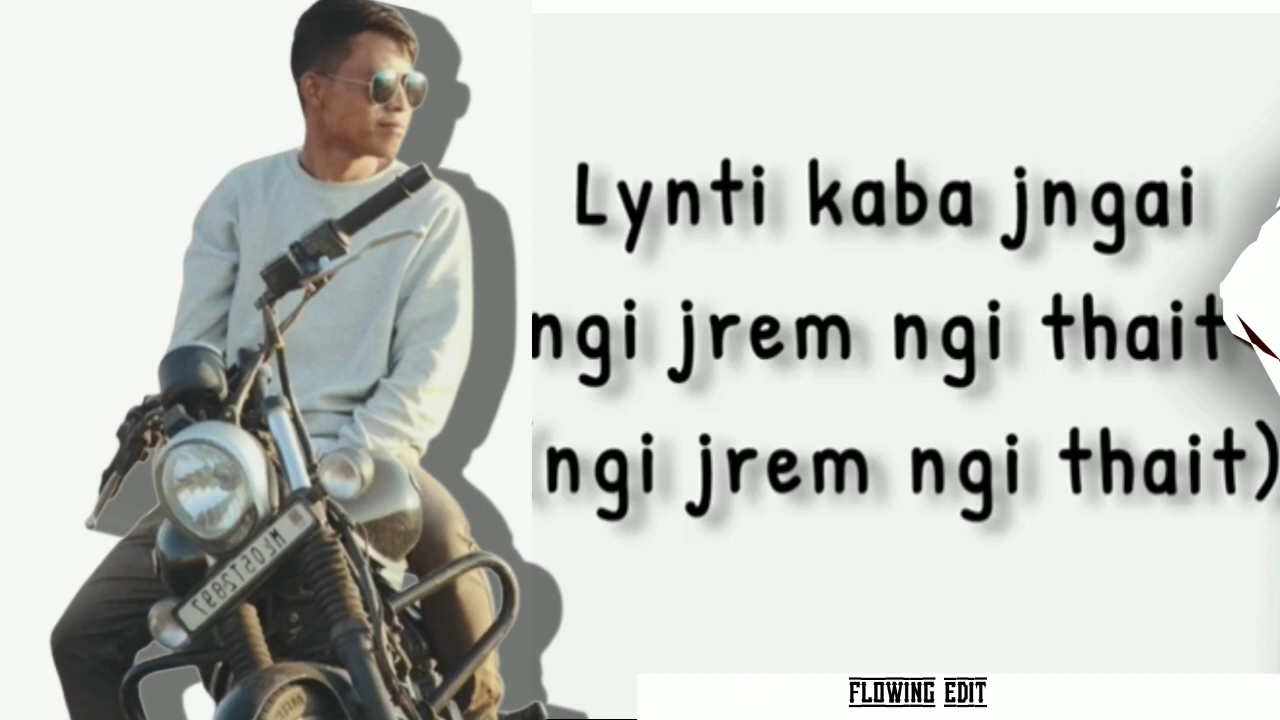 Lynti kaba jngai
ngi jrem ngi thait
(ngi jrem ngi thait)
FLOWING EDIT